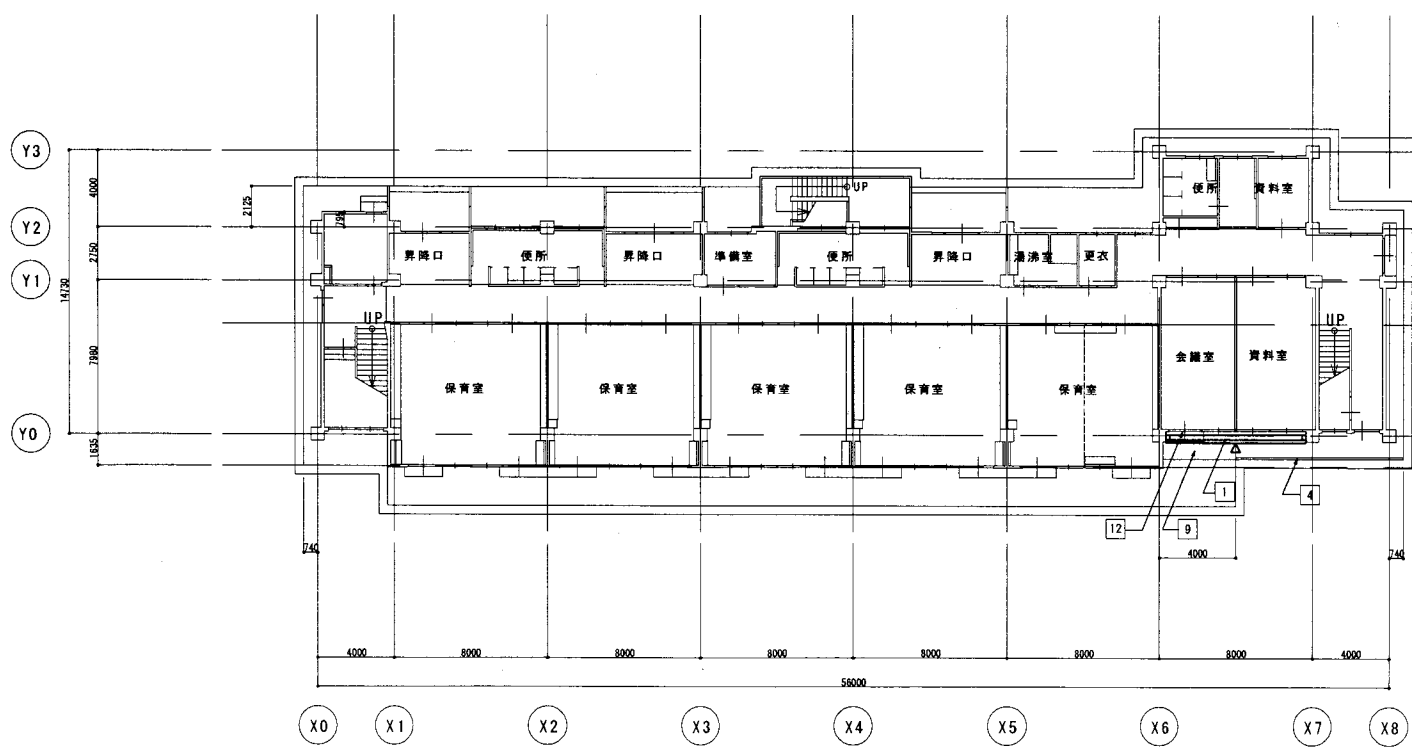 Y3
4000
2125
UP
便所
資料室
795
Y2
2750
昇降口
便所
昇降口
準備室
便所
昇降口
湯沸室
更衣
Y1
14730
UP
UP
7980
会議室
資料室
保育室
保育室
保育室
保育室
保育室
Y0
1635
1
4
12
9
740
4000
740
4000
8000
8000
8000
8000
8000
8000
4000
56000
X0
X1
X2
X3
X4
X5
X6
X7
X8